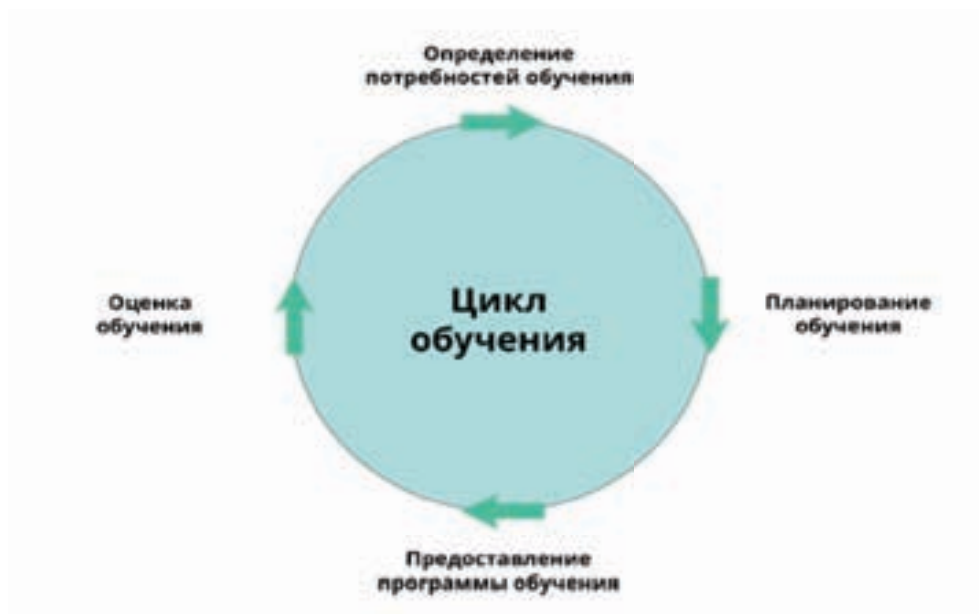 Определение
потребностей обучения
Оценка
обучения
Цикл
обучения
Планирование
обучения
Предоставление
программы обучения